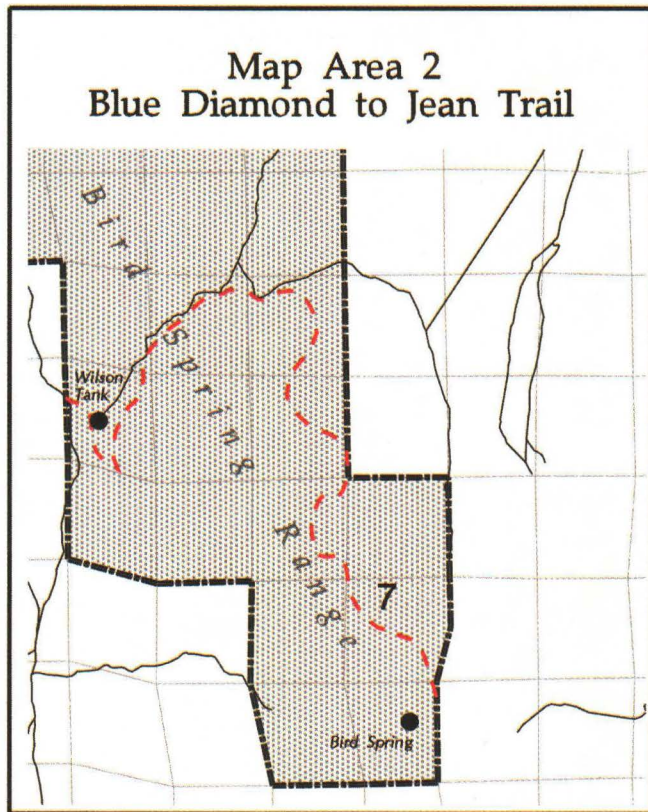 Map Area 2
Blue Diamond to Jean Trail
Bird
Spring
Range
Wilson
Tank
7
Bird Spring